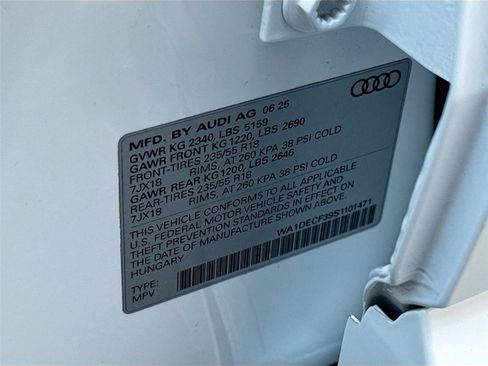 MFD. BY AUDI AG 06 25
GVWR KG 2340, LBS 5159
GAWR FRONT KG1220, LBS 2690
FRONT-TIRES 235/55 R18
7JX18 RIMS, AT 260 KPA 38 PSI COLD
GAWR REAR KG1200, LBS 2646
REAR-TIRES 235/55 R18
7JX18 RIMS, AT 260 KPA 38 PSI COLD
THIS VEHICLE CONFORMS TO ALL APPLICABLE
U.S. FEDERAL MOTOR VEHICLE SAFETY AND
THEFT PREVENTION STANDARDS IN EFFECT ON
THE DATE OF MANUFACTURE SHOWN ABOVE.
HUNGARY
WA1DECF39S1101471
TYPE:
MPV